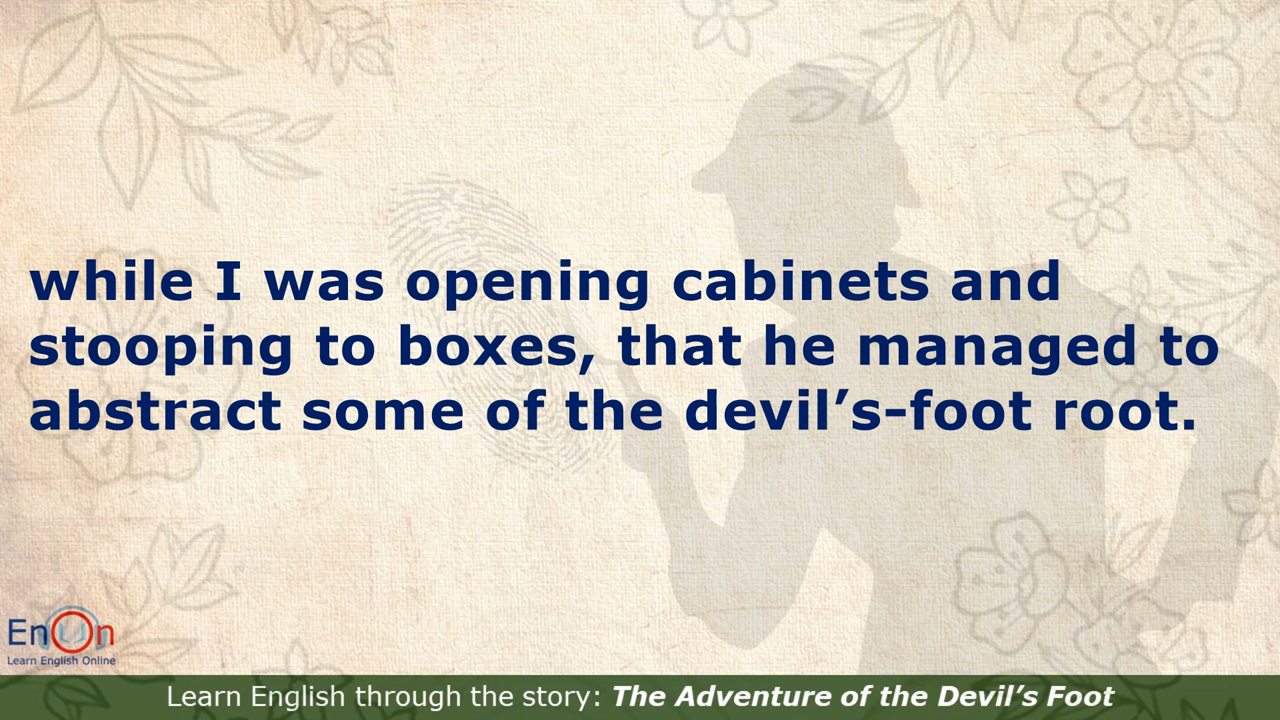 while I was opening cabinets and
stooping to boxes, that he managed to
abstract some of the devil’s-foot root.
EnOn
Learn English Online
Learn English through the story: The Adventure of the Devil’s Foot